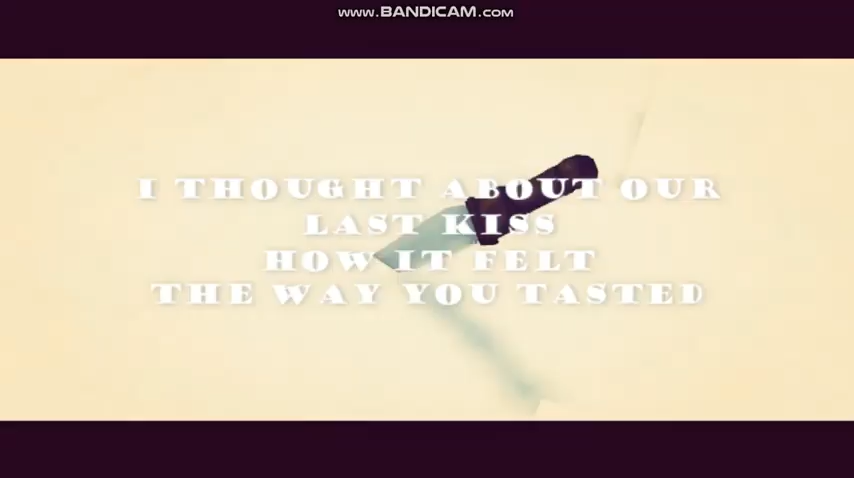 www.BANDICAM.com
I THOUGHT ABOUT OUR
LAST KISS
HOW IT FELT
THE WAY YOU TASTED